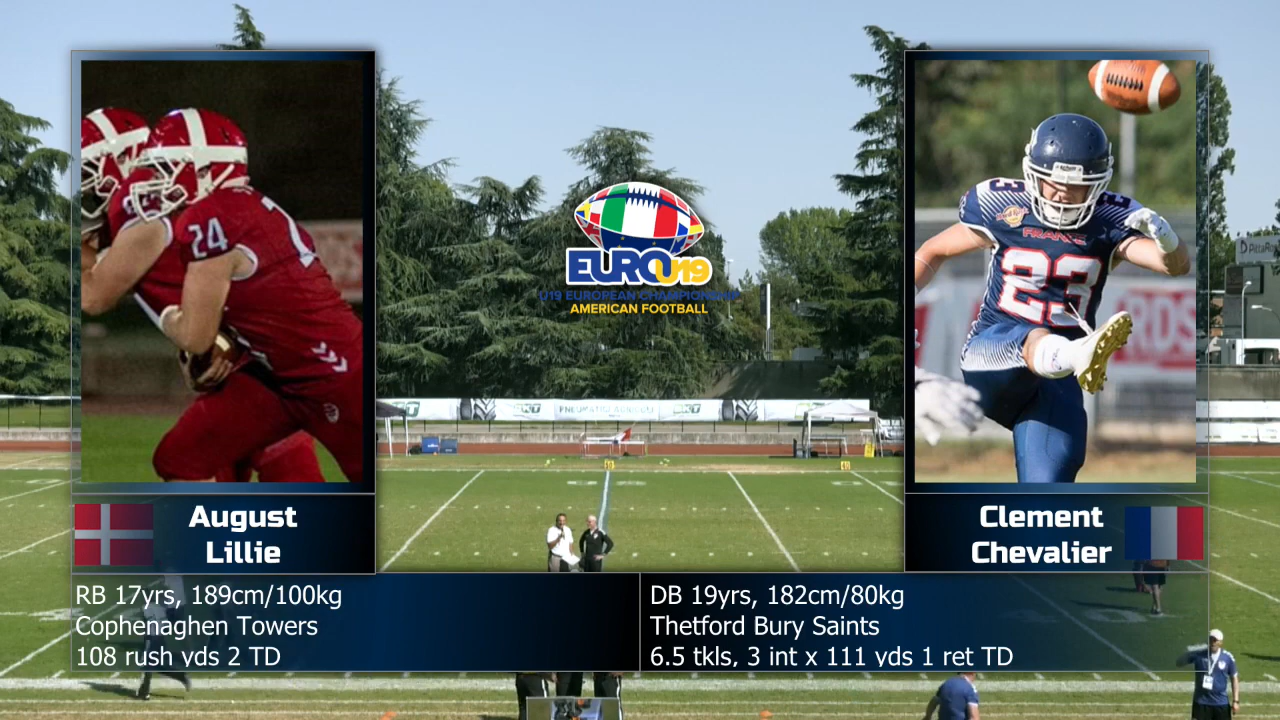 24
EUROU19
U19 EUROPEAN CHAMPIONSHIP
AMERICAN FOOTBALL
23
FRANCE
23
August
Lillie
Clement
Chevalier
RB 17yrs, 189cm/100kg
Cophenaghen Towers
108 rush yds 2 TD
DB 19yrs, 182cm/80kg
Thetford Bury Saints
6.5 tkls, 3 int x 111 yds 1 ret TD